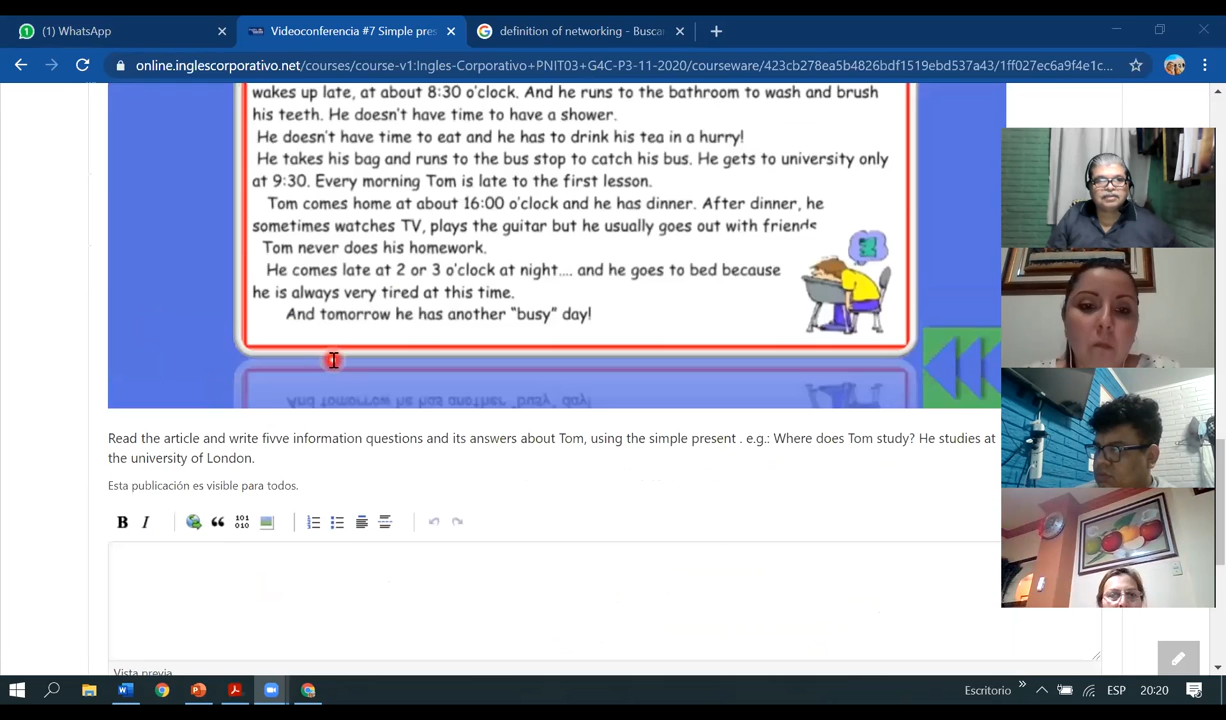 (1) WhatsApp
Videoconferencia #7 Simple pres
definition of networking - Busca
online.inglescorporativo.net/courses/course-v1:Ingles-Corporativo+PNIT03+G4C-P3-11-2020/courseware/423cb278ea5b4826bdf1519ebd537a43/1ff027ec6a9f4e1c...
wakes up late, at about 8:30 o'clock. And he runs to the bathroom to wash and brush
his teeth. He doesn't have time to have a shower.
He doesn't have time to eat and he has to drink his tea in a hurry!
He takes his bag and runs to the bus stop to catch his bus. He gets to university only
at 9:30. Every morning Tom is late to the first lesson.
Tom comes home at about 16:00 o'clock and he has dinner. After dinner, he
sometimes watches TV, plays the guitar but he usually goes out with friends
Tom never does his homework.
He comes late at 2 or 3 o'clock at night.... and he goes to bed because
he is always very tired at this time.
And tomorrow he has another "busy" day!
And tomorrow he has another "busy" day!
Read the article and write fivve information questions and its answers about Tom, using the simple present . e.g.: Where does Tom study? He studies at
the university of London.
Esta publicación es visible para todos.
B I 101 010
Vista previa
Escritorio » ESP 20:20